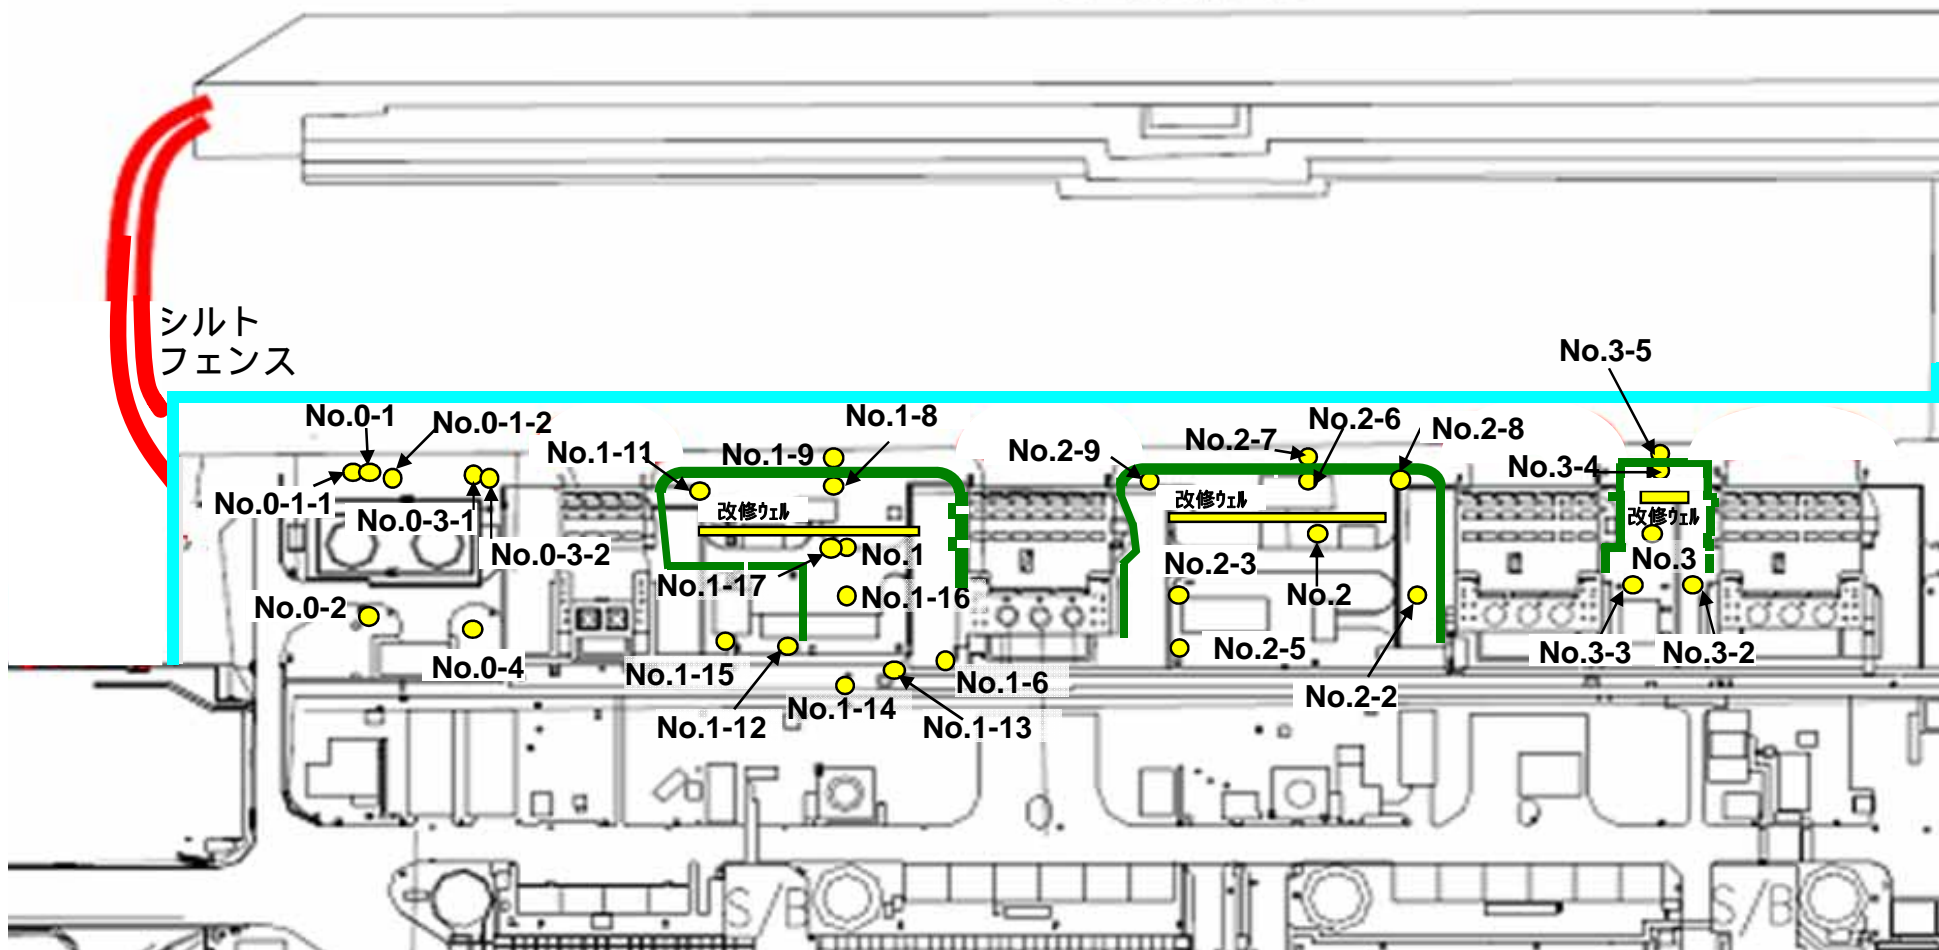 シルト
フェンス
No.3-5
No.0-1
No.0-1-2
No.1-8
No.2-6
No.2-8
No.1-11
No.1-9
No.2-9
No.2-7
No.3-4
No.0-1-1
No.0-3-1
改修ｳｪﾙ
改修ｳｪﾙ
改修ｳｪﾙ
No.0-3-2
No.1
No.2-3
No.3
No.1-17
No.1-16
No.2
No.0-2
No.0-4
No.1-15
No.1-6
No.2-5
No.3-3
No.3-2
No.1-14
No.2-2
No.1-12
No.1-13
S/B
S/B